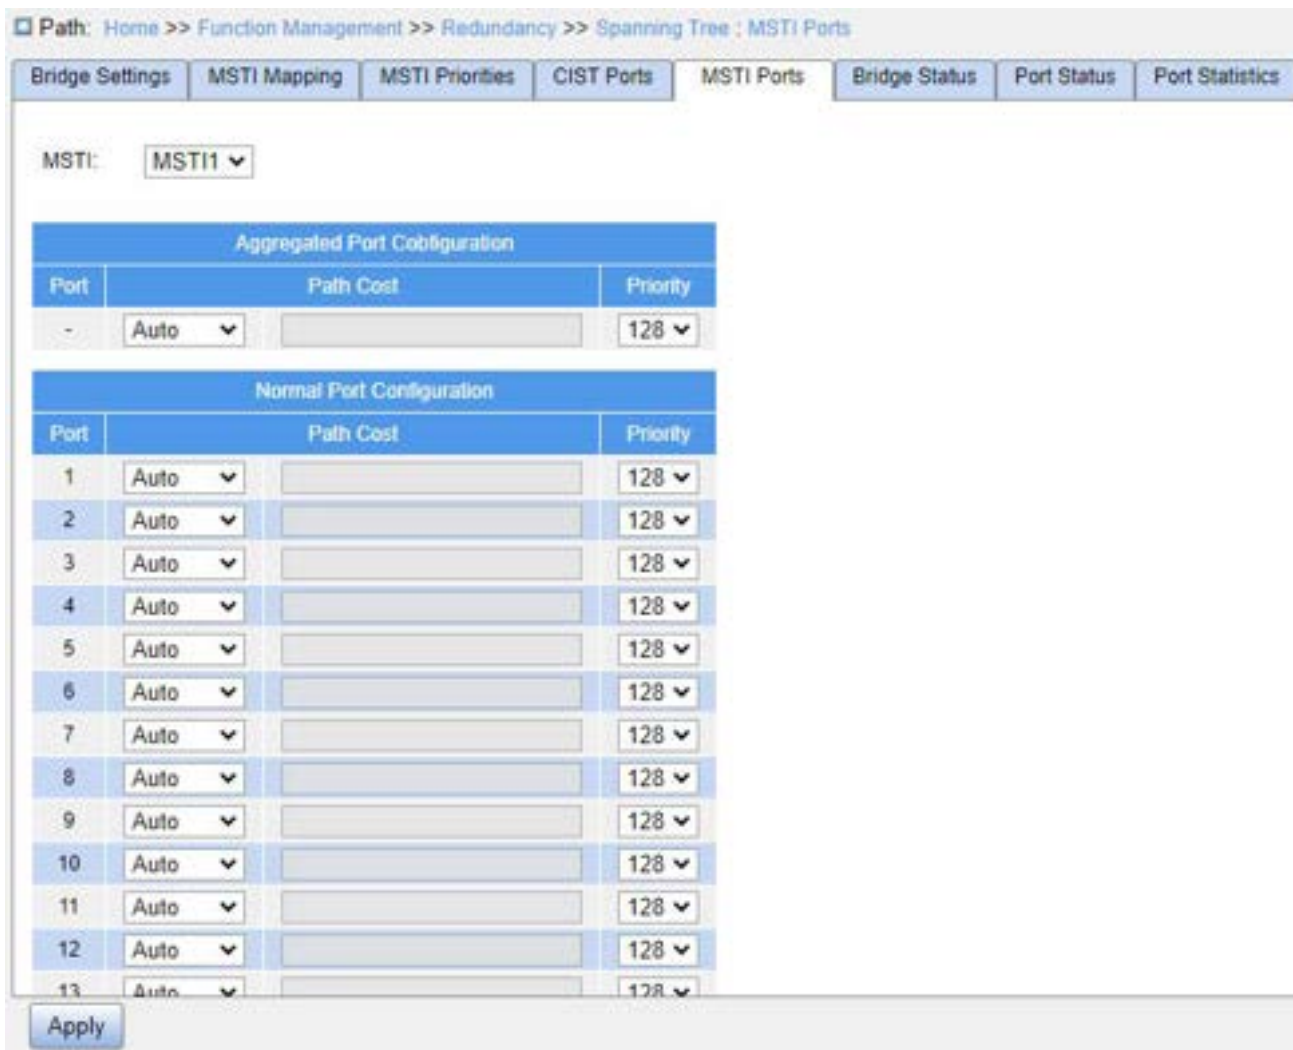 Path: Home >> Function Management >> Redundancy >> Spanning Tree : MSTI Ports
Bridge Settings MSTI Mapping MSTI Priorities CIST Ports MSTI Ports Bridge Status Port Status Port Statistics
MSTI: MSTI1
Aggregated Port Cobfiguration
Port Path Cost Priority
- Auto 128
Normal Port Configuration
Port Path Cost Priority
1 Auto 128
2 Auto 128
3 Auto 128
4 Auto 128
5 Auto 128
6 Auto 128
7 Auto 128
8 Auto 128
9 Auto 128
10 Auto 128
11 Auto 128
12 Auto 128
13 Auto 128
Apply